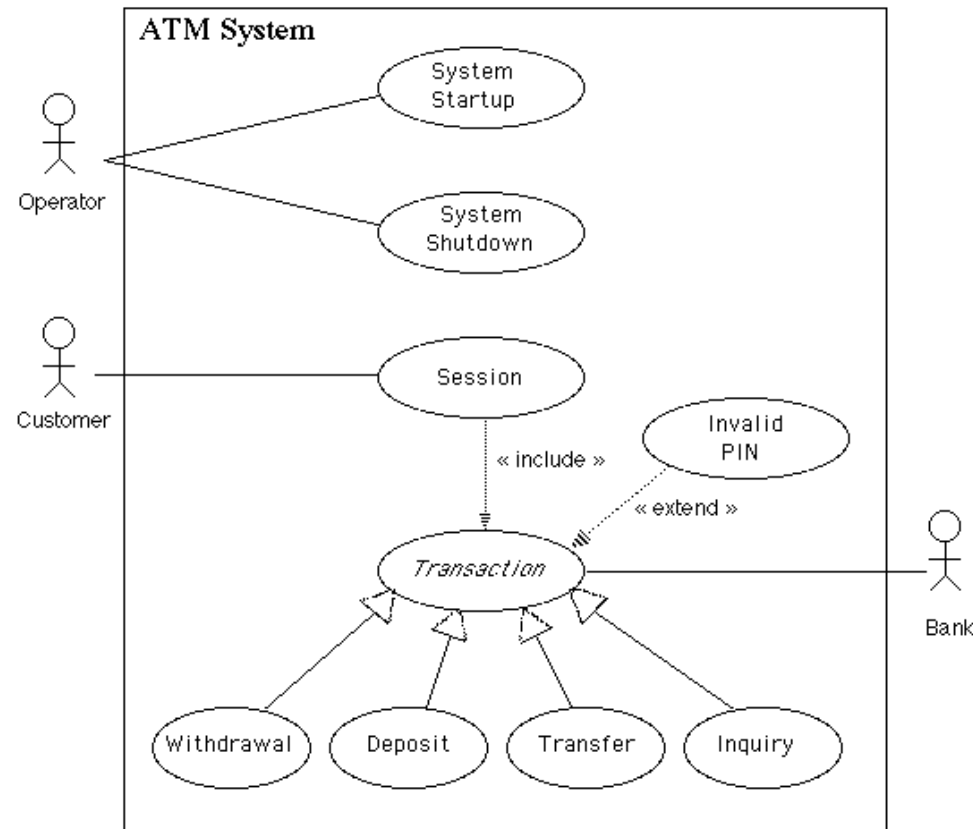 ATM System
System
Startup
Operator
System
Shutdown
Customer
Session
Invalid
PIN
« include »
« extend »
Transaction
Bank
Withdrawal
Deposit
Transfer
Inquiry